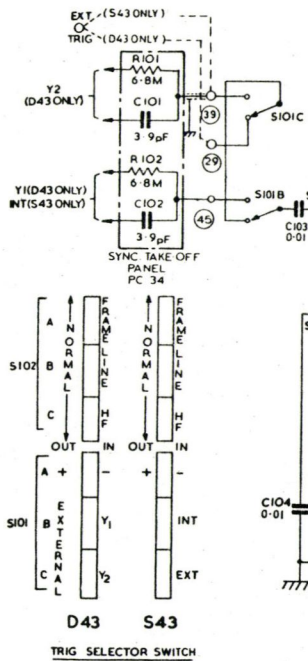 EXT (S43 ONLY)
TRIG (D43 ONLY)
R101
6.8M
Y2
(D43 ONLY)
C101
3.9pF
39
S101C
29
R102
6.8M
Y1(D43 ONLY)
INT(S43 ONLY)
C102
3.9pF
45
S101B
C103
0.01
SYNC. TAKE OFF
PANEL
PC 34
S102
A
B
C
NORMAL
FRAME
LINE
HF
NORMAL
FRAME
LINE
HF
OUT IN OUT IN
S101
A + - + -
B
C
EXTERNAL
Y1
Y2
INT
EXT
C104
0.01
D43 S43
TRIG SELECTOR SWITCH